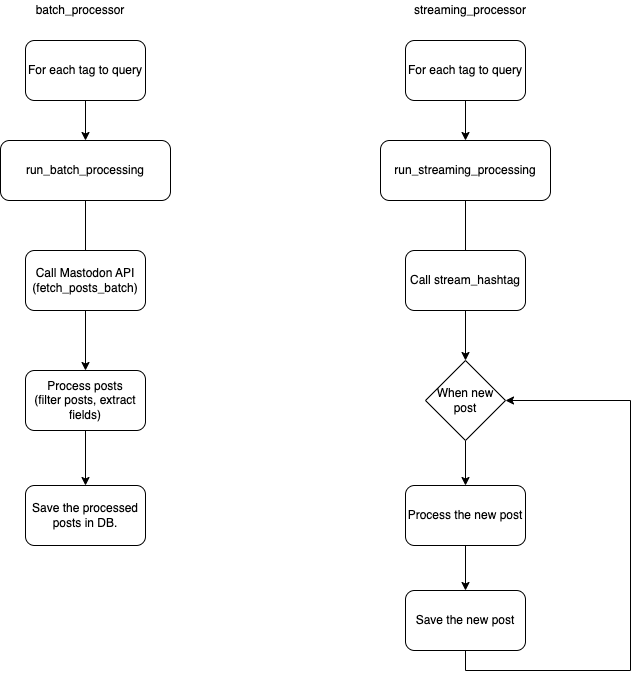 batch_processor
For each tag to query
run_batch_processing
Call Mastodon API
(fetch_posts_batch)
Process posts
(filter posts, extract
fields)
Save the processed
posts in DB.
streaming_processor
For each tag to query
run_streaming_processing
Call stream_hashtag
When new
post
Process the new post
Save the new post